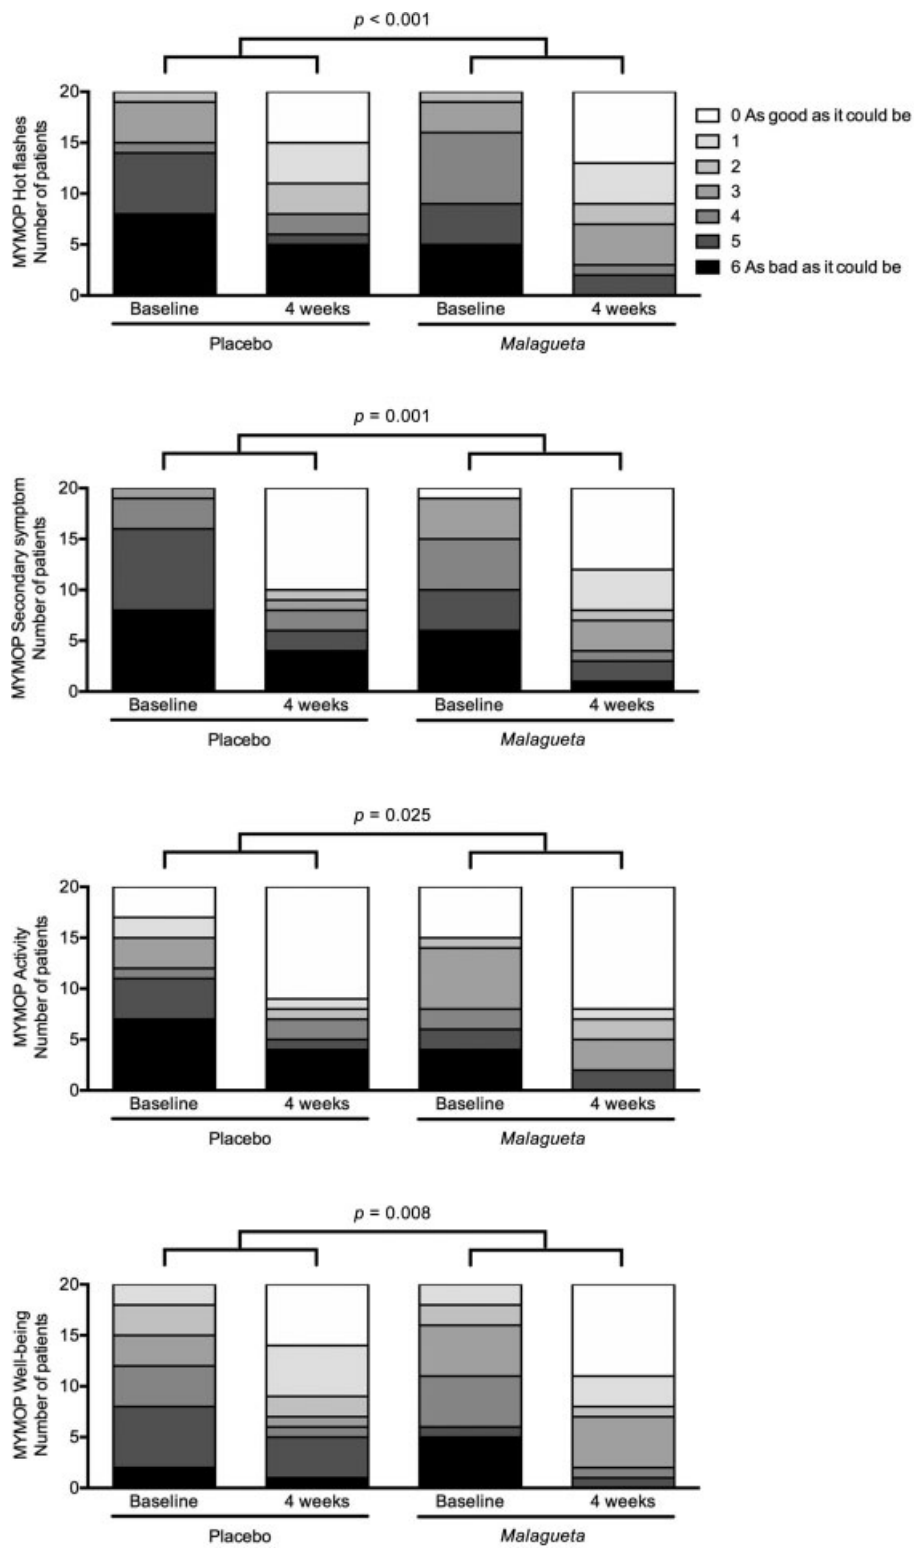 p < 0.001
MYMOP Hot flashes
Number of patients
20
15
10
5
0
Baseline
4 weeks
Baseline
4 weeks
Placebo
Malagueta
0 As good as it could be
1
2
3
4
5
6 As bad as it could be
p = 0.001
MYMOP Secondary symptom
Number of patients
20
15
10
5
0
Baseline
4 weeks
Baseline
4 weeks
Placebo
Malagueta
p = 0.025
MYMOP Activity
Number of patients
20
15
10
5
0
Baseline
4 weeks
Baseline
4 weeks
Placebo
Malagueta
p = 0.008
MYMOP Well-being
Number of patients
20
15
10
5
0
Baseline
4 weeks
Baseline
4 weeks
Placebo
Malagueta